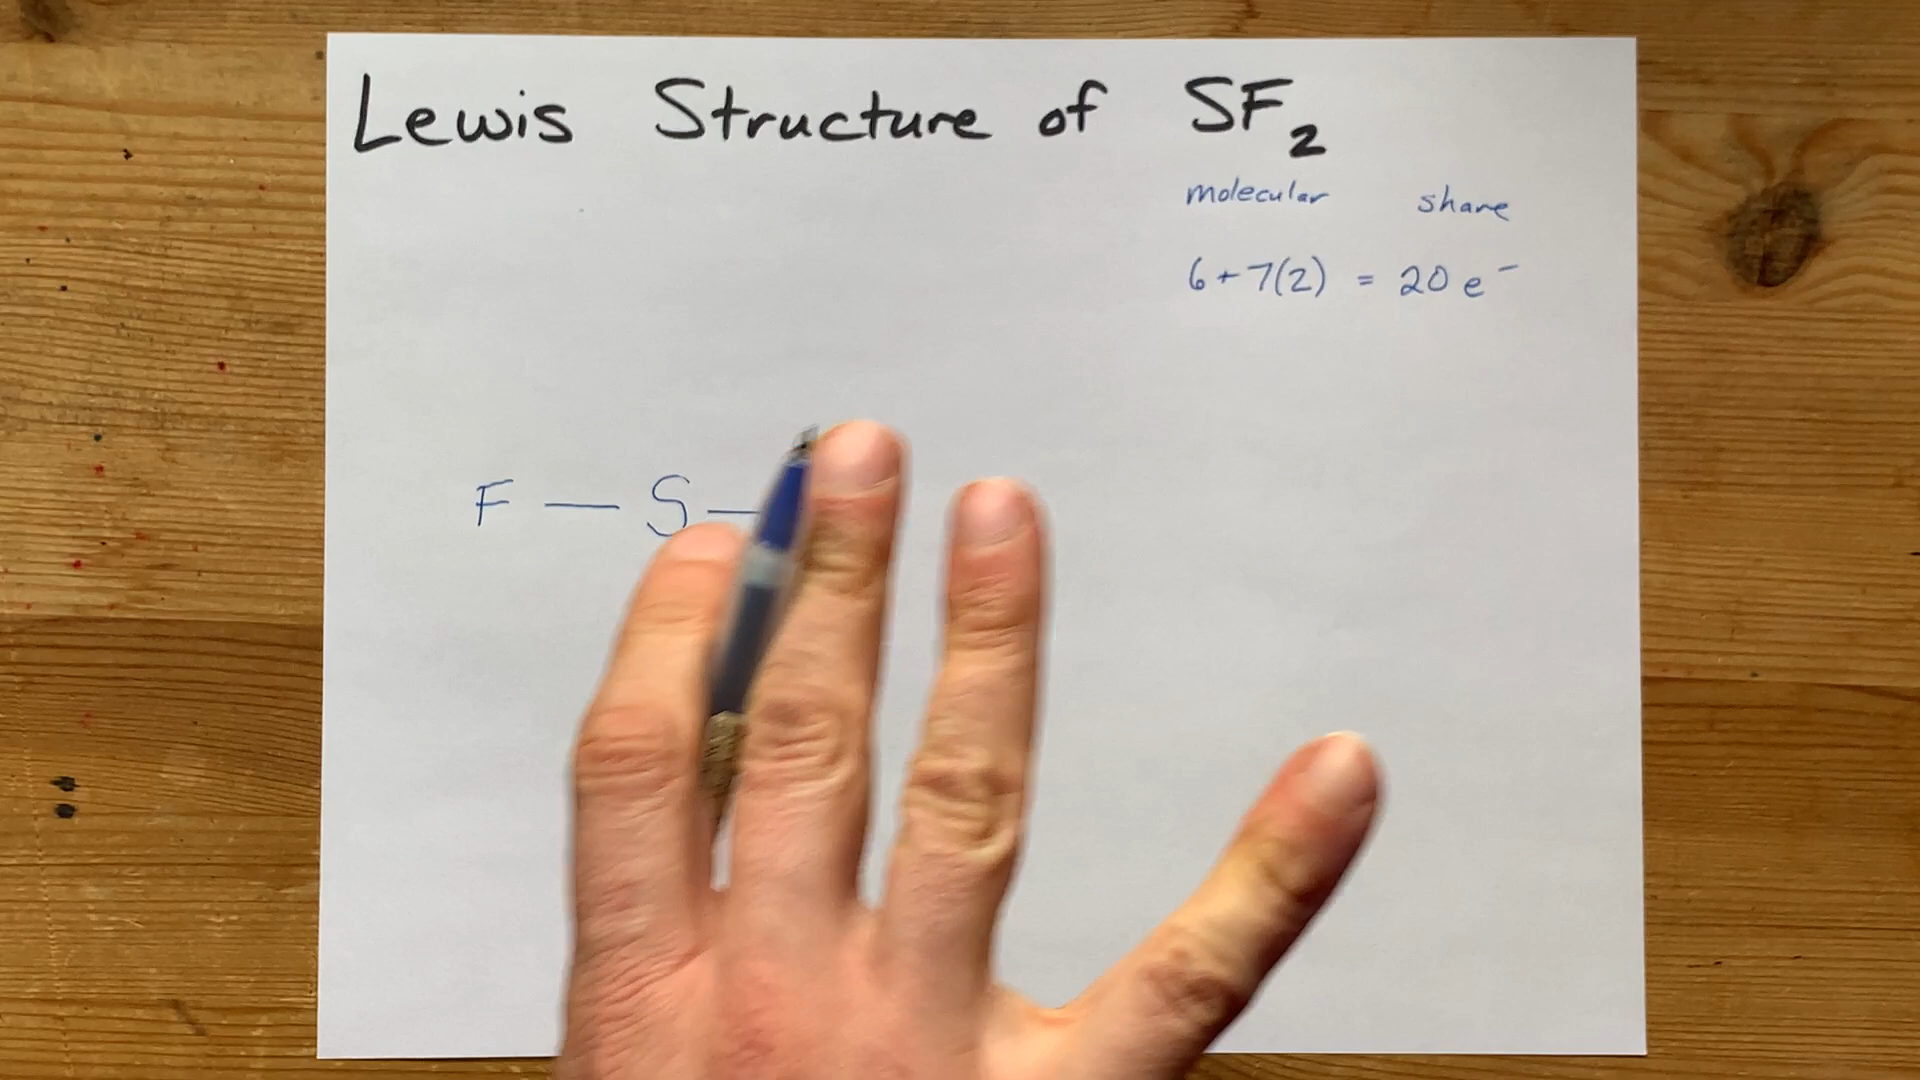 Lewis Structure of SF₂
molecular share
6+7(2) = 20 e⁻
F — S —